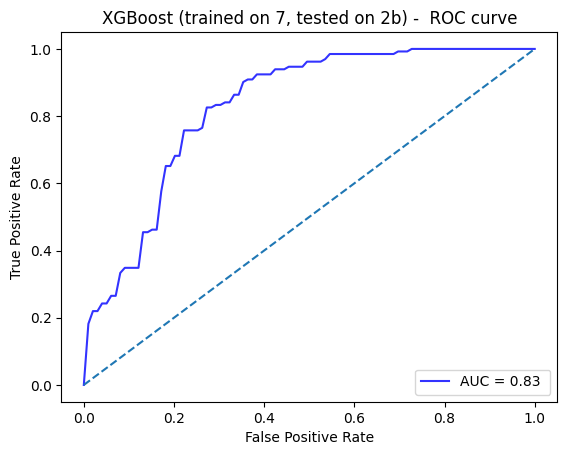 XGBoost (trained on 7, tested on 2b) -  ROC curve
True Positive Rate
1.0
0.8
0.6
0.4
0.2
0.0
AUC = 0.83
0.0 0.2 0.4 0.6 0.8 1.0
False Positive Rate